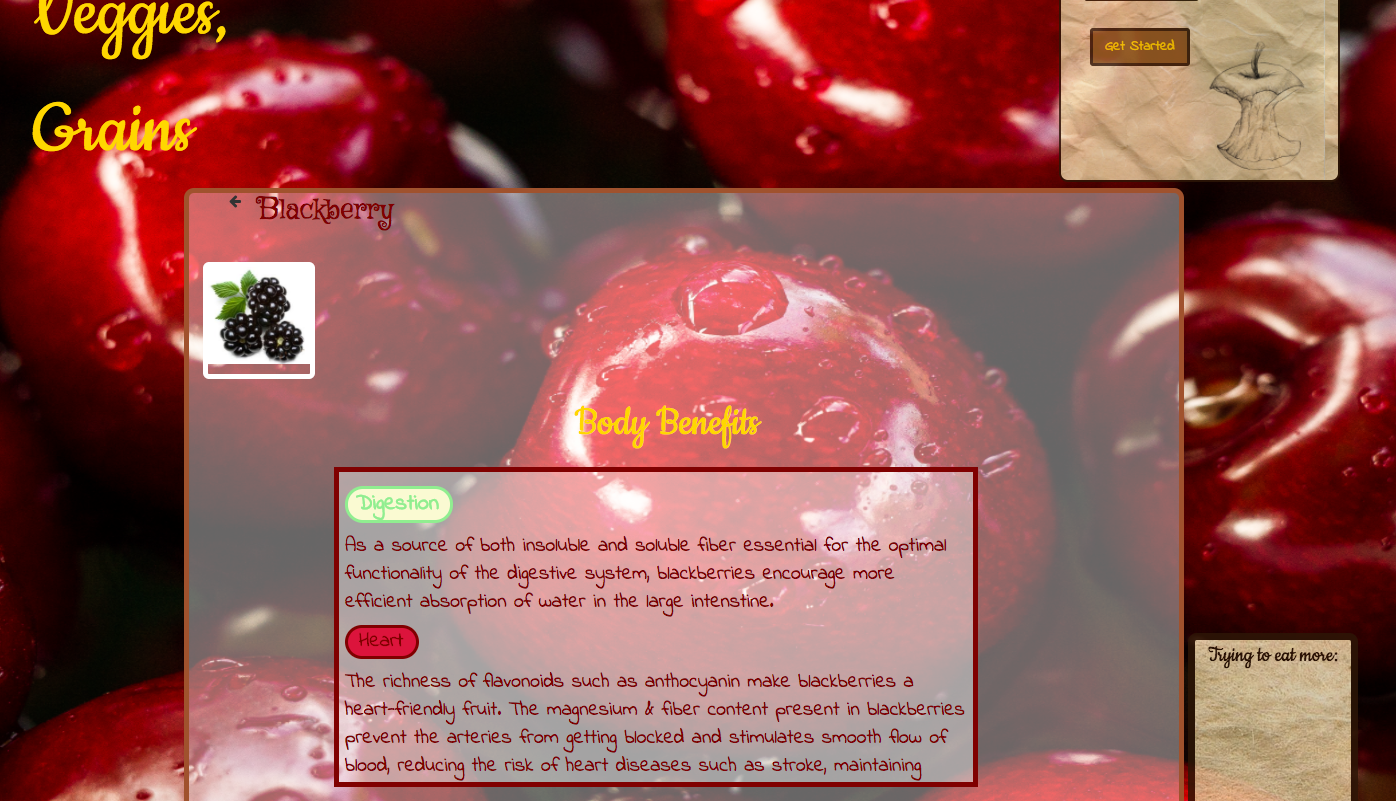 Veggies,
Grains
Get Started
Blackberry
Body Benefits
Digestion
As a source of both insoluble and soluble fiber essential for the optimal
functionality of the digestive system, blackberries encourage more
efficient absorption of water in the large intenstine.
Heart
The richness of flavonoids such as anthocyanin make blackberries a
heart-friendly fruit. The magnesium & fiber content present in blackberries
prevent the arteries from getting blocked and stimulates smooth flow of
blood, reducing the risk of heart diseases such as stroke, maintaining
Trying to eat more: